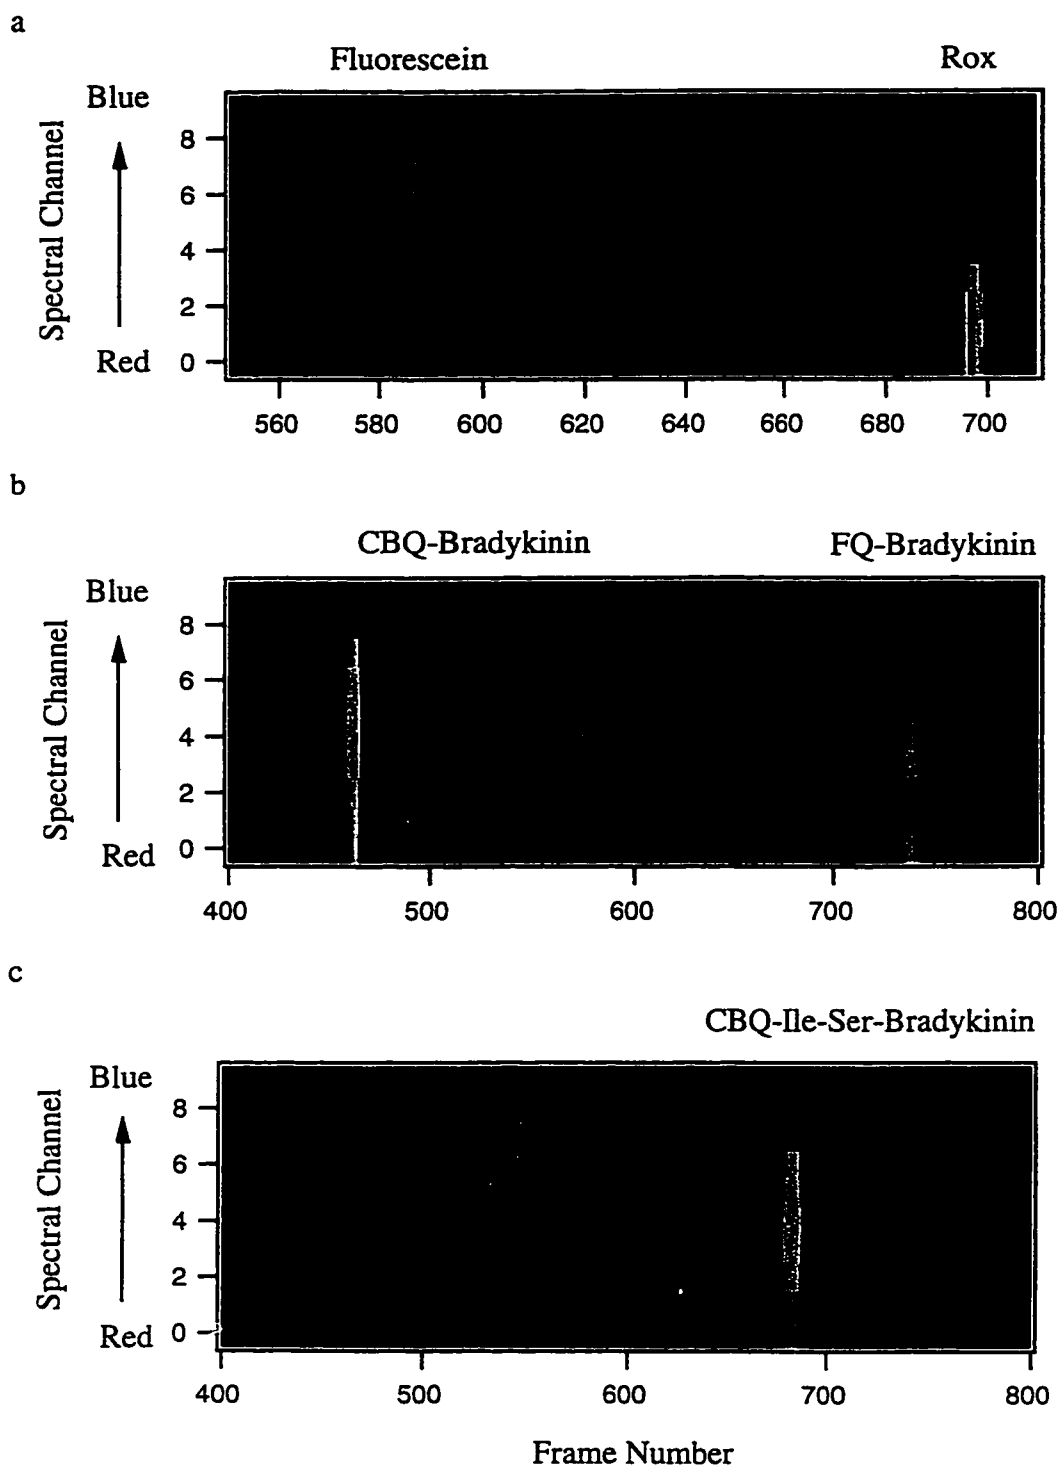 a
Fluorescein Rox
Blue
Spectral Channel
Red
8
6
4
2
0
560 580 600 620 640 660 680 700
b
CBQ-Bradykinin FQ-Bradykinin
Blue
Spectral Channel
Red
8
6
4
2
0
400 500 600 700 800
c
CBQ-Ile-Ser-Bradykinin
Blue
Spectral Channel
Red
8
6
4
2
0
400 500 600 700 800
Frame Number